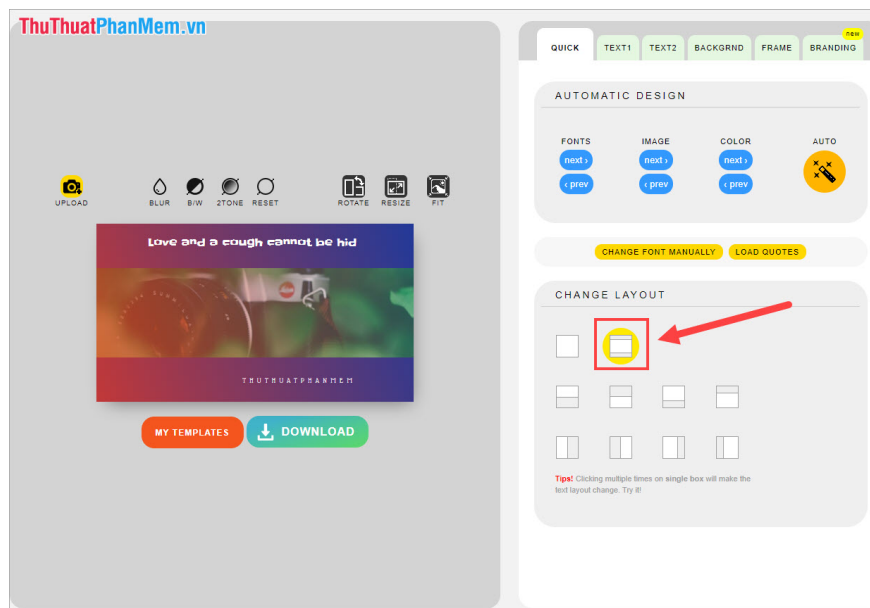 ThuThuatPhanMem.vn
new
QUICK TEXT1 TEXT2 BACKGRND FRAME BRANDING
AUTOMATIC DESIGN
FONTS IMAGE COLOR AUTO
next › next › next ›
‹ prev ‹ prev ‹ prev
UPLOAD BLUR B/W 2TONE RESET ROTATE RESIZE FIT
Love and a cough cannot be hid
THUTHUATPHANMEM
MY TEMPLATES DOWNLOAD
CHANGE FONT MANUALLY LOAD QUOTES
CHANGE LAYOUT
Tips! Clicking multiple times on single box will make the
text layout change. Try it!